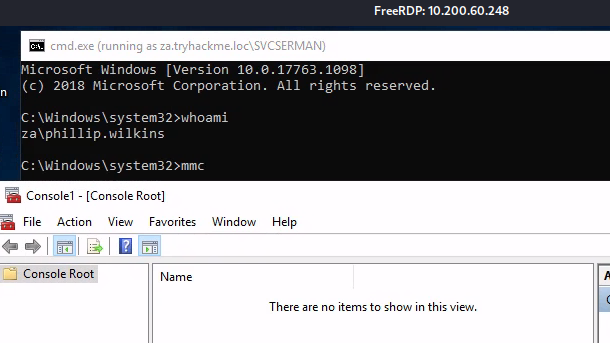 FreeRDP: 10.200.60.248
cmd.exe (running as za.tryhackme.loc\SVCSERMAN)
Microsoft Windows [Version 10.0.17763.1098]
(c) 2018 Microsoft Corporation. All rights reserved.
C:\Windows\system32>whoami
za\phillip.wilkins
C:\Windows\system32>mmc
Console1 - [Console Root]
File Action View Favorites Window Help
Console Root
Name
There are no items to show in this view.